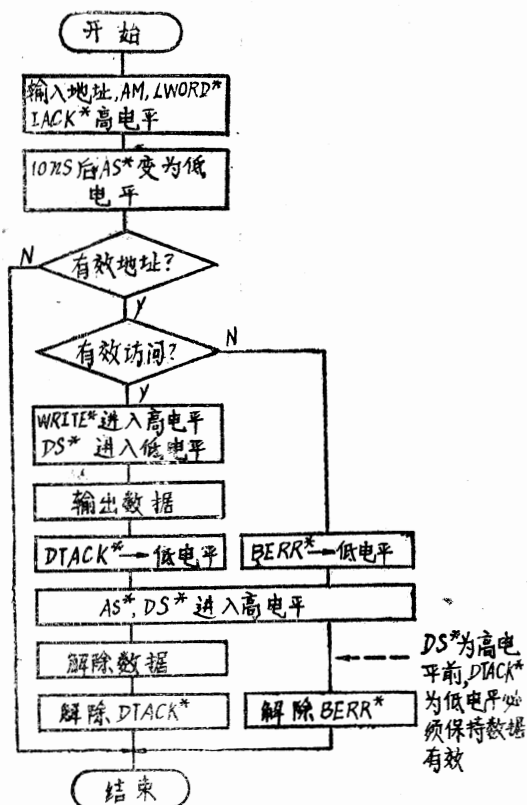 开始
输入地址,AM,LWORD*
IACK*高电平
10nS后AS*变为低
电平
N
有效地址?
Y
有效访问?
N
Y
WRITE*进入高电平
DS* 进入低电平
输出数据
DTACK*→低电平
BERR*→低电平
AS*,DS*进入高电平
DS*为高电
平前,DTACK*
为低电平必
须保持数据
有效
解除数据
解除DTACK*
解除BERR*
结束